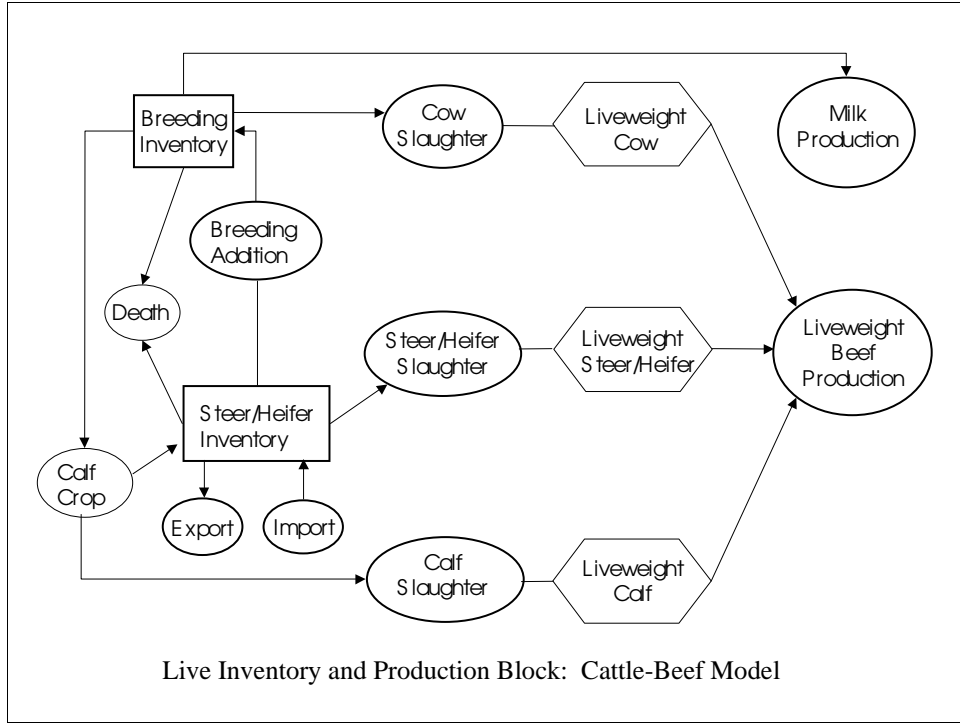 Breeding
Inventory
Cow
Slaughter
Liveweight
Cow
Milk
Production
Breeding
Addition
Death
Steer/Heifer
Slaughter
Liveweight
Steer/Heifer
Liveweight
Beef
Production
Steer/Heifer
Inventory
Calf
Crop
Export
Import
Calf
Slaughter
Liveweight
Calf
Live Inventory and Production Block: Cattle-Beef Model